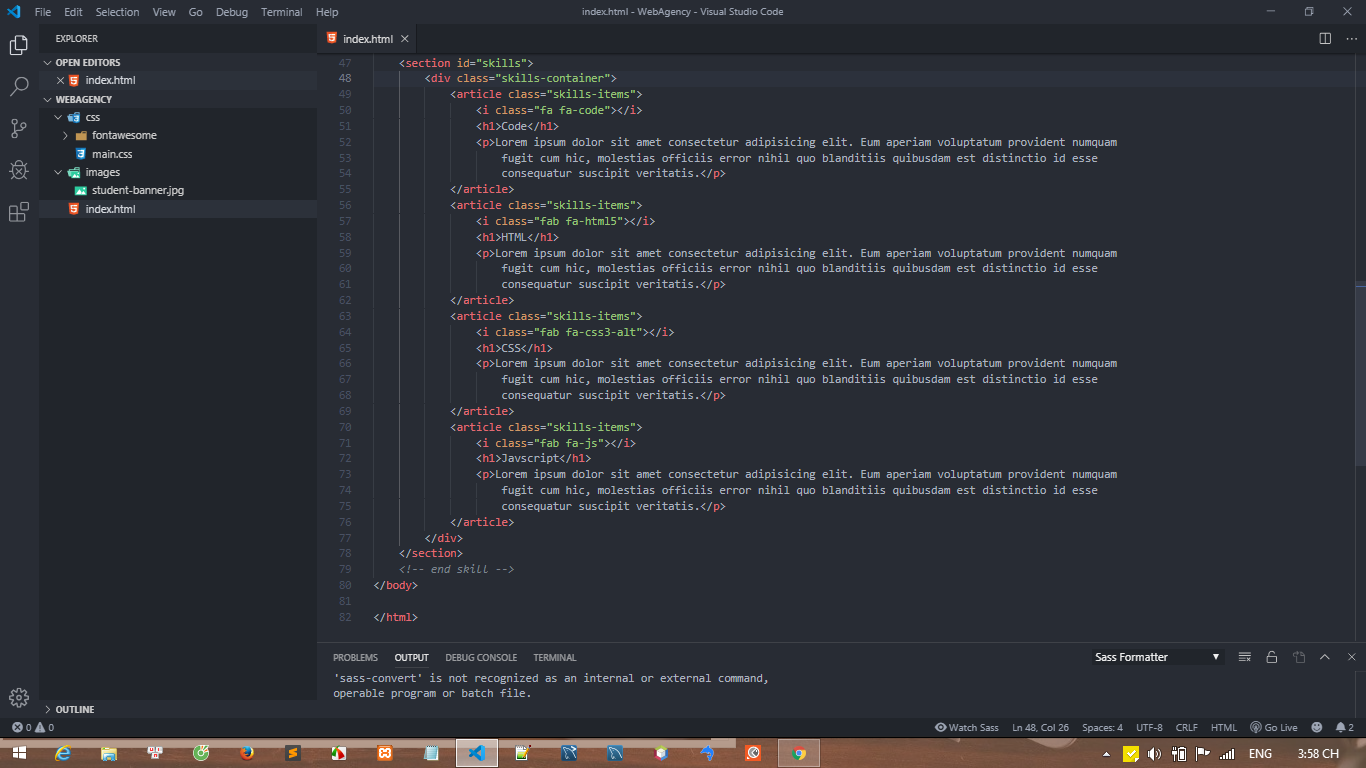 File Edit Selection View Go Debug Terminal Help
index.html - WebAgency - Visual Studio Code
EXPLORER
OPEN EDITORS
index.html
WEBAGENCY
css
fontawesome
main.css
images
student-banner.jpg
index.html
OUTLINE
index.html
47 <section id="skills">
48 <div class="skills-container">
49 <article class="skills-items">
50 <i class="fa fa-code"></i>
51 <h1>Code</h1>
52 <p>Lorem ipsum dolor sit amet consectetur adipisicing elit. Eum aperiam voluptatum provident numquam
53 fugit cum hic, molestias officiis error nihil quo blanditiis quibusdam est distinctio id esse
54 consequatur suscipit veritatis.</p>
55 </article>
56 <article class="skills-items">
57 <i class="fab fa-html5"></i>
58 <h1>HTML</h1>
59 <p>Lorem ipsum dolor sit amet consectetur adipisicing elit. Eum aperiam voluptatum provident numquam
60 fugit cum hic, molestias officiis error nihil quo blanditiis quibusdam est distinctio id esse
61 consequatur suscipit veritatis.</p>
62 </article>
63 <article class="skills-items">
64 <i class="fab fa-css3-alt"></i>
65 <h1>CSS</h1>
66 <p>Lorem ipsum dolor sit amet consectetur adipisicing elit. Eum aperiam voluptatum provident numquam
67 fugit cum hic, molestias officiis error nihil quo blanditiis quibusdam est distinctio id esse
68 consequatur suscipit veritatis.</p>
69 </article>
70 <article class="skills-items">
71 <i class="fab fa-js"></i>
72 <h1>Javscript</h1>
73 <p>Lorem ipsum dolor sit amet consectetur adipisicing elit. Eum aperiam voluptatum provident numquam
74 fugit cum hic, molestias officiis error nihil quo blanditiis quibusdam est distinctio id esse
75 consequatur suscipit veritatis.</p>
76 </article>
77 </div>
78 </section>
79 <!-- end skill -->
80 </body>
81
82 </html>
PROBLEMS OUTPUT DEBUG CONSOLE TERMINAL
Sass Formatter
'sass-convert' is not recognized as an internal or external command,
operable program or batch file.
0 0 Watch Sass Ln 48, Col 26 Spaces: 4 UTF-8 CRLF HTML Go Live 2
ENG 3:58 CH